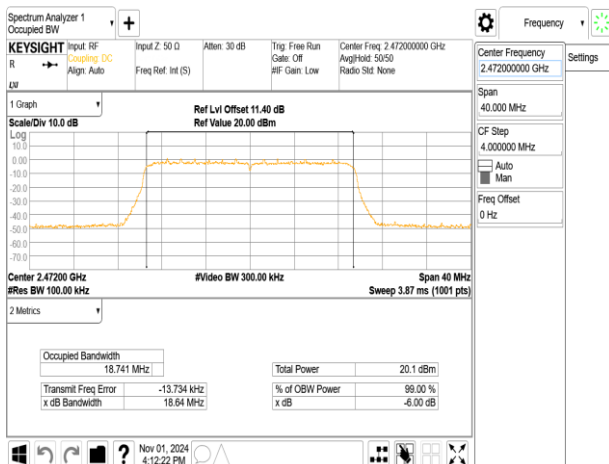 Spectrum Analyzer 1
Occupied BW
Frequency
KEYSIGHT
R
LXI
Input: RF
Coupling: DC
Align: Auto
Input Z: 50 Ω
Freq Ref: Int (S)
Atten: 30 dB
Trig: Free Run
Gate: Off
#IF Gain: Low
Center Freq: 2.472000000 GHz
Avg|Hold: 50/50
Radio Std: None
Center Frequency
2.472000000 GHz
Settings
Span
40.000 MHz
CF Step
4.000000 MHz
Auto
Man
Freq Offset
0 Hz
1 Graph
Scale/Div 10.0 dB
Ref Lvl Offset 11.40 dB
Ref Value 20.00 dBm
Log
10.0
0.00
-10.0
-20.0
-30.0
-40.0
-50.0
-60.0
-70.0
Center 2.47200 GHz
#Video BW 300.00 kHz
Span 40 MHz
#Res BW 100.00 kHz
Sweep 3.87 ms (1001 pts)
2 Metrics
Occupied Bandwidth
18.741 MHz
Total Power 20.1 dBm
Transmit Freq Error -13.734 kHz
% of OBW Power 99.00 %
x dB Bandwidth 18.64 MHz
x dB -6.00 dB
?
Nov 01, 2024
4:12:22 PM